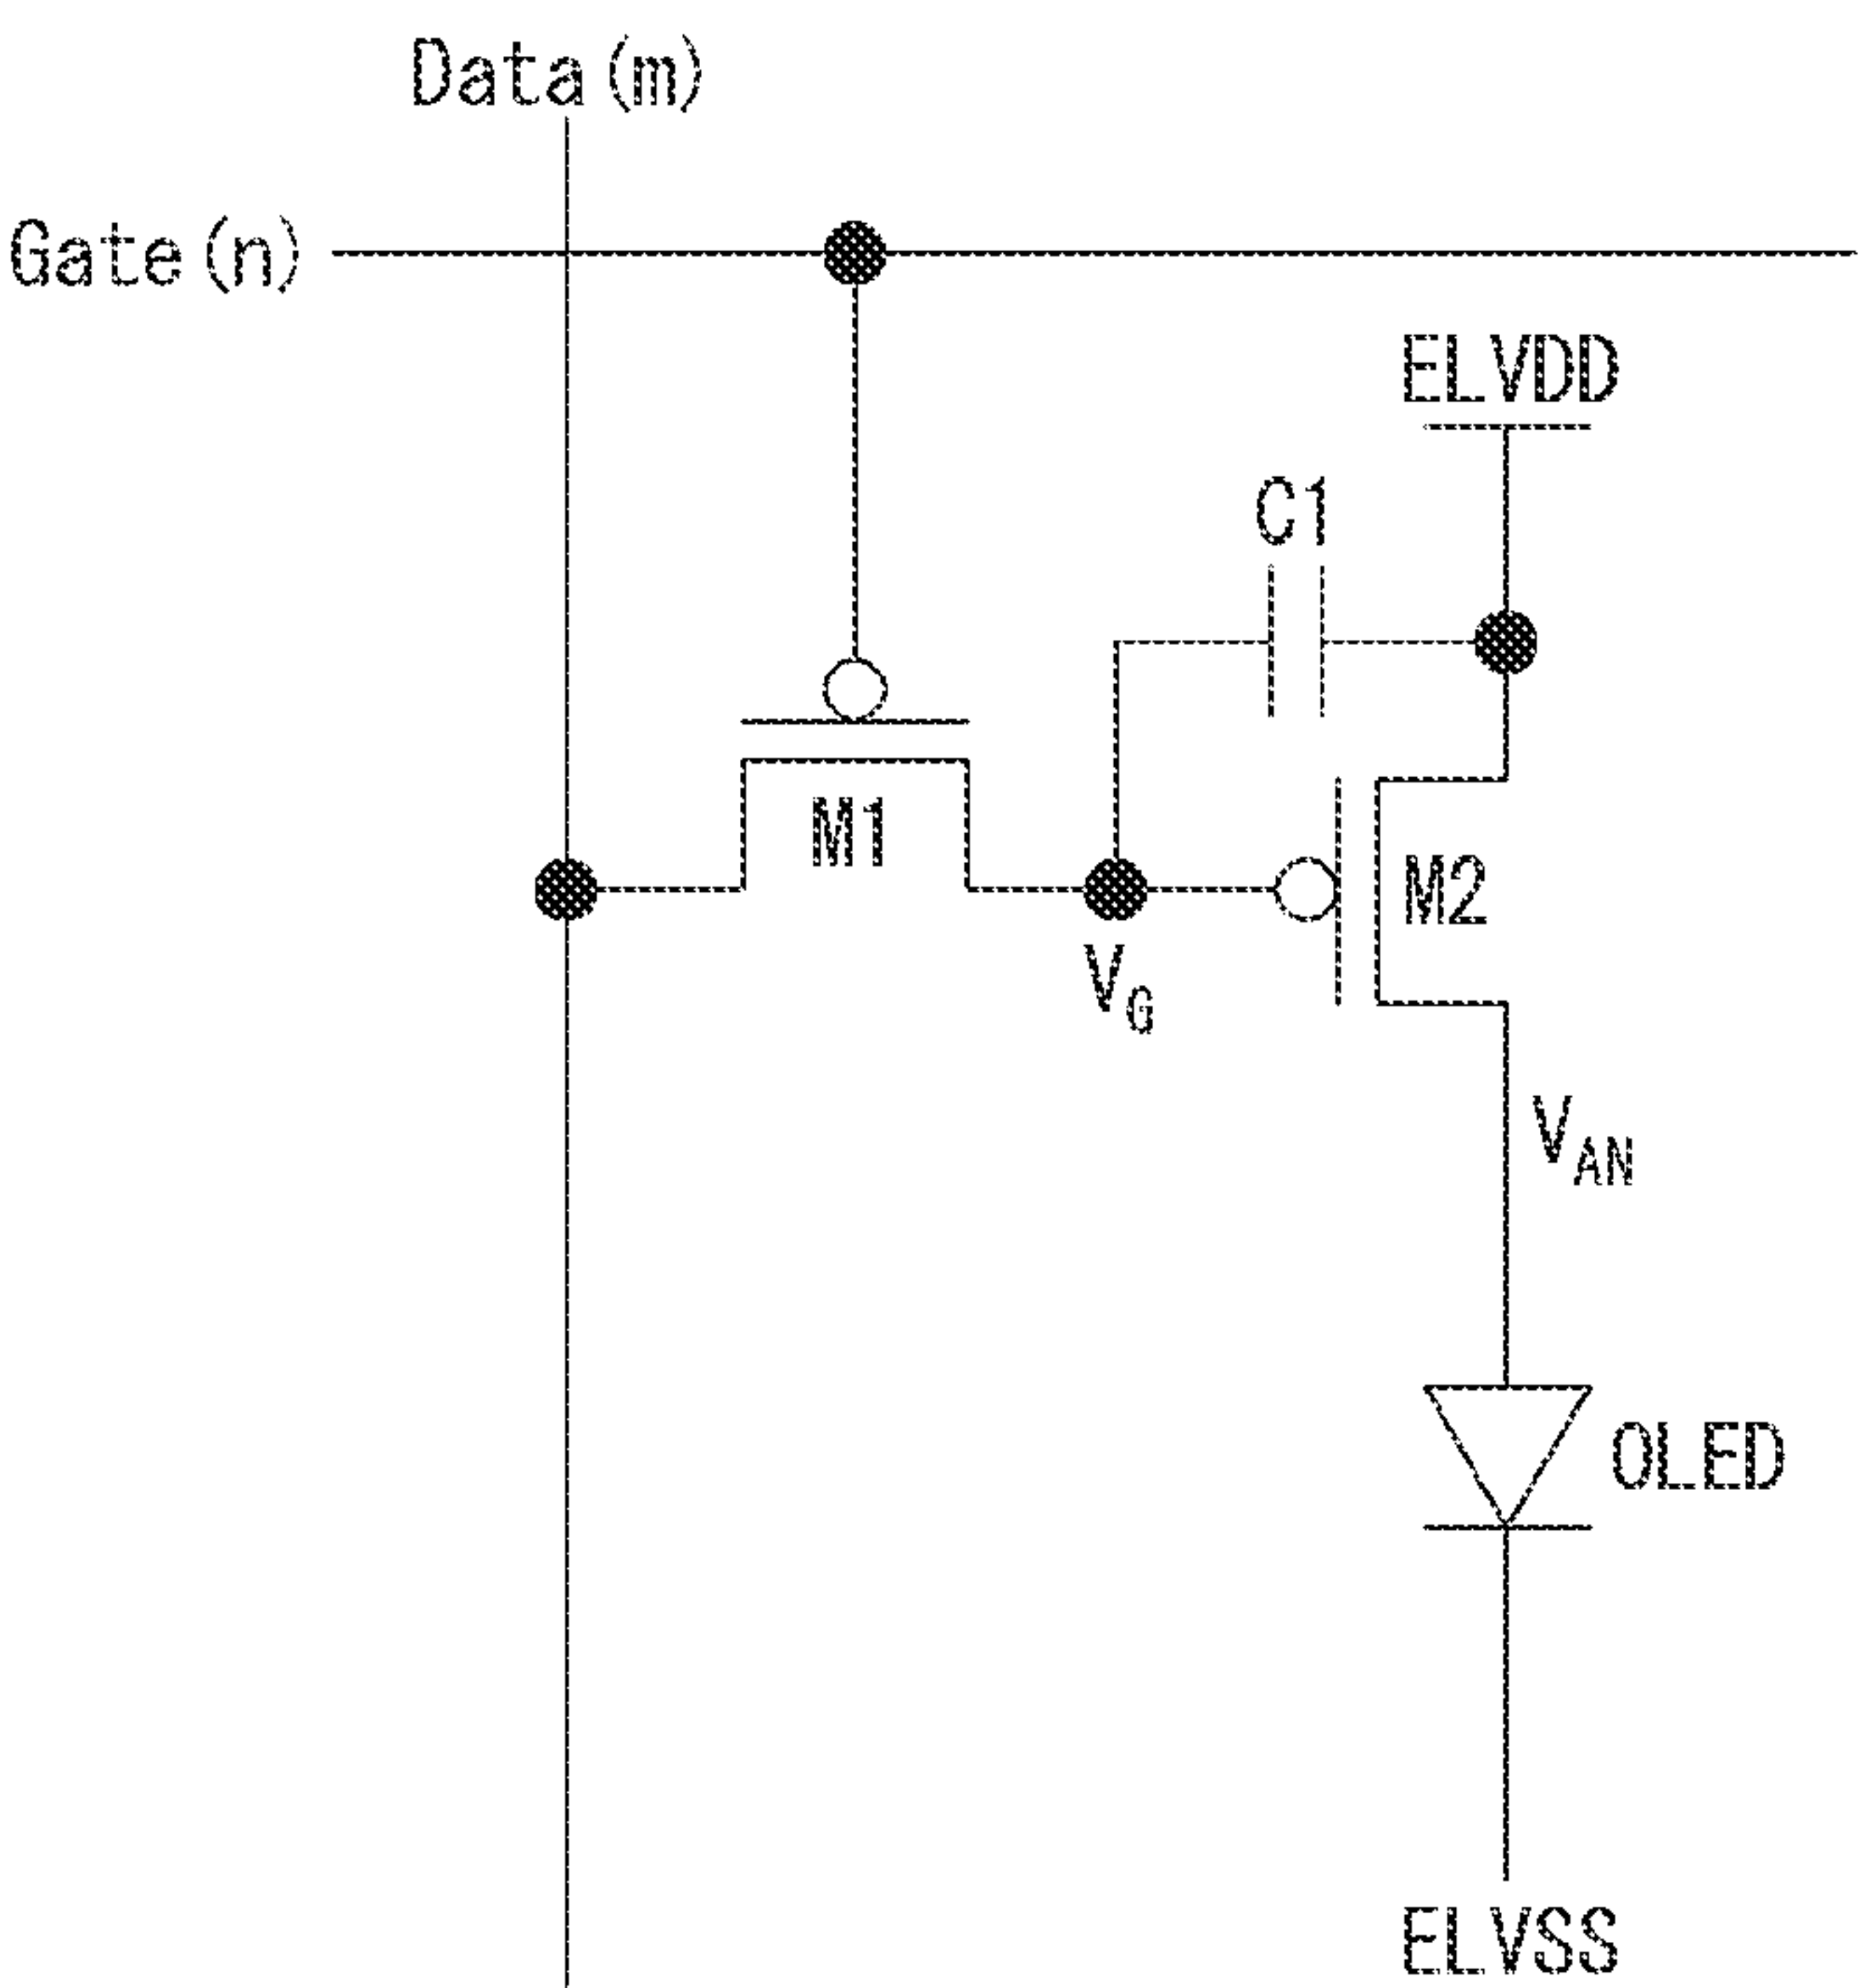 Data(m)
Gate(n)
ELVDD
C1
M1
M2
VG
VAN
OLED
ELVSS